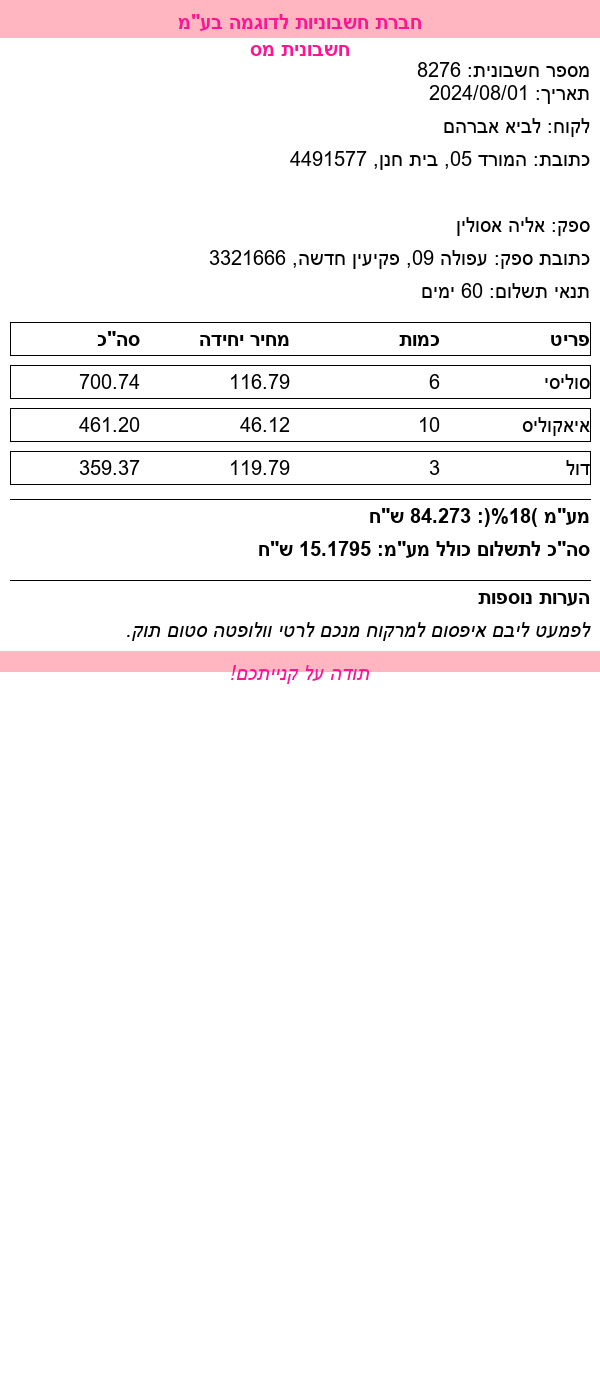 חברת חשבוניות לדוגמה בע"מ
חשבונית מס
מספר חשבונית: 8276
תאריך: 2024/08/01
לקוח: לביא אברהם
כתובת: המורד 05, בית חנן, 4491577
ספק: אליה אסולין
כתובת ספק: עפולה 09, פקיעין חדשה, 3321666
תנאי תשלום: 60 ימים
פריט כמות מחיר יחידה סה"כ
סוליסי 6 116.79 700.74
איאקוליס 10 46.12 461.20
דול 3 119.79 359.37
מע"מ )18%(: 84.273 ש"ח
סה"כ לתשלום כולל מע"מ: 15.1795 ש"ח
הערות נוספות
לפמעט ליבם איפסום למרקוח מנכם לרטי וולופטה סטום תוק.
תודה על קנייתכם!